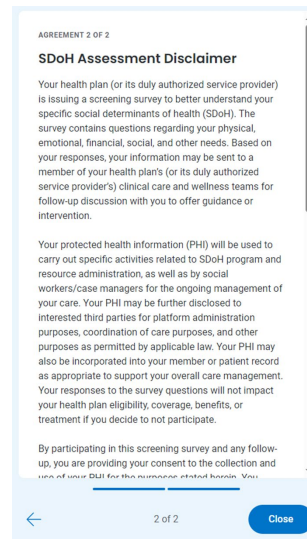 AGREEMENT 2 OF 2
SDoH Assessment Disclaimer
Your health plan (or its duly authorized service provider)
is issuing a screening survey to better understand your
specific social determinants of health (SDoH). The
survey contains questions regarding your physical,
emotional, financial, social, and other needs. Based on
your responses, your information may be sent to a
member of your health plan's (or its duly authorized
service provider's) clinical care and wellness teams for
follow-up discussion with you to offer guidance or
intervention.
Your protected health information (PHI) will be used to
carry out specific activities related to SDoH program and
resource administration, as well as by social
workers/case managers for the ongoing management of
your care. Your PHI may be further disclosed to
interested third parties for platform administration
purposes, coordination of care purposes, and other
purposes as permitted by applicable law. Your PHI may
also be incorporated into your member or patient record
as appropriate to support your overall care management.
Your responses to the survey questions will not impact
your health plan eligibility, coverage, benefits, or
treatment if you decide to not participate.
By participating in this screening survey and any follow-
up, you are providing your consent to the collection and
use of your PHI for the purposes stated herein. You
2 of 2
Close